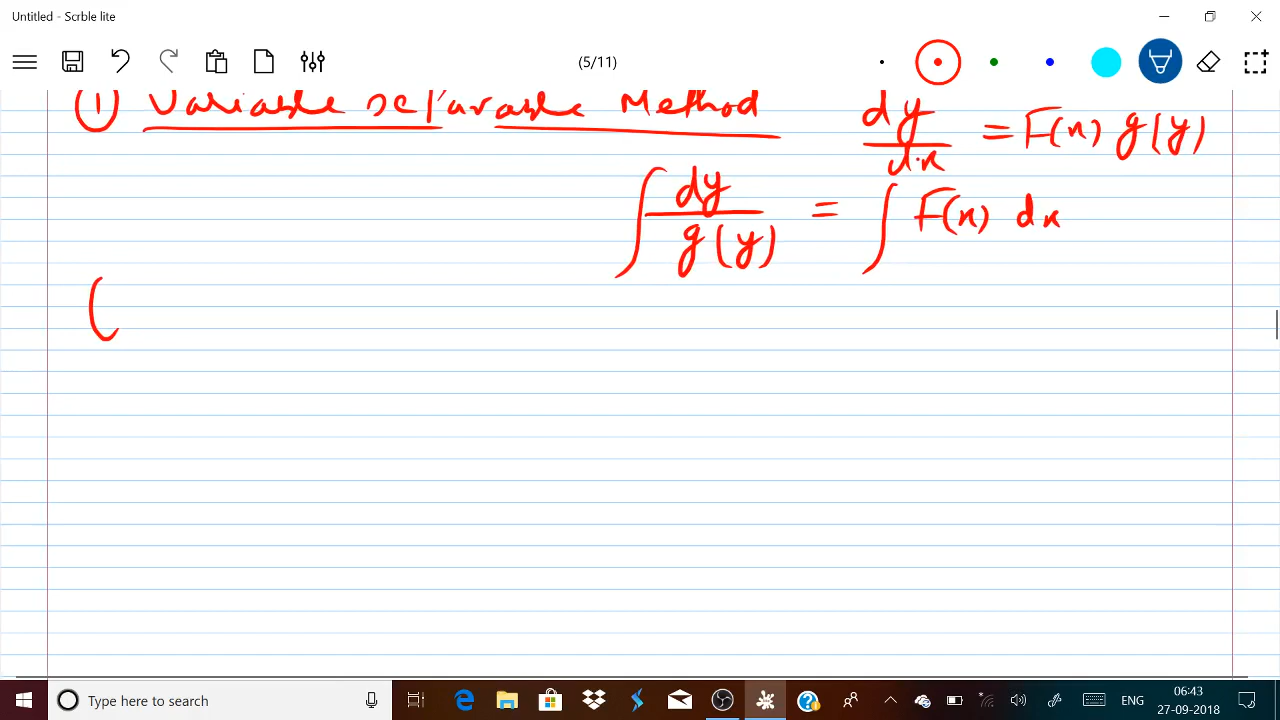 Untitled - Scrble lite
(5/11)
① Variable separable Method
dy/dx = F(x) g(y)
∫ dy/g(y) = ∫ F(x) dx
(
Type here to search
ENG
06:43
27-09-2018